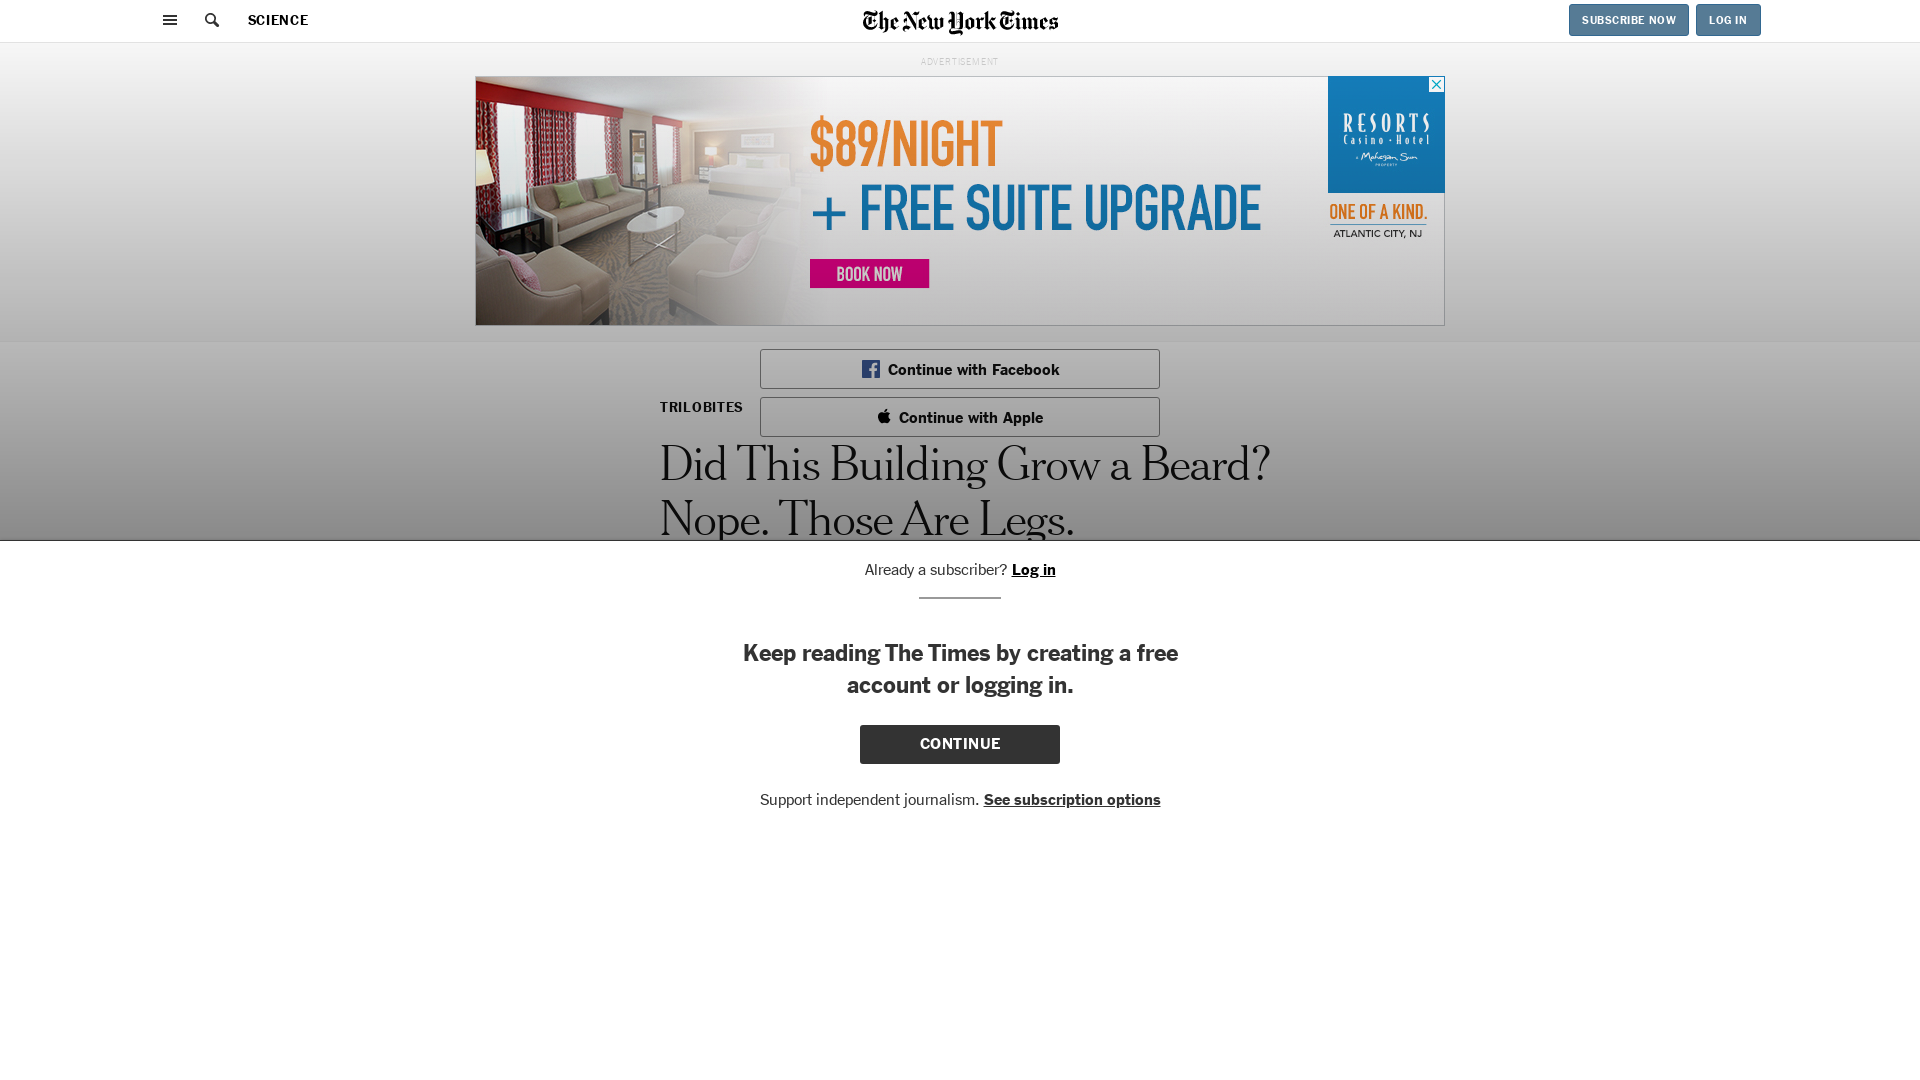 SCIENCE
The New York Times
SUBSCRIBE NOW
LOG IN
ADVERTISEMENT
$89/NIGHT
+ FREE SUITE UPGRADE
BOOK NOW
RESORTS
Casino • Hotel
a Mohegan Sun
PROPERTY
ONE OF A KIND.
ATLANTIC CITY, NJ
Continue with Facebook
TRILOBITES
Continue with Apple
Did This Building Grow a Beard?
Nope. Those Are Legs.
Already a subscriber? Log in
Keep reading The Times by creating a free
account or logging in.
CONTINUE
Support independent journalism. See subscription options